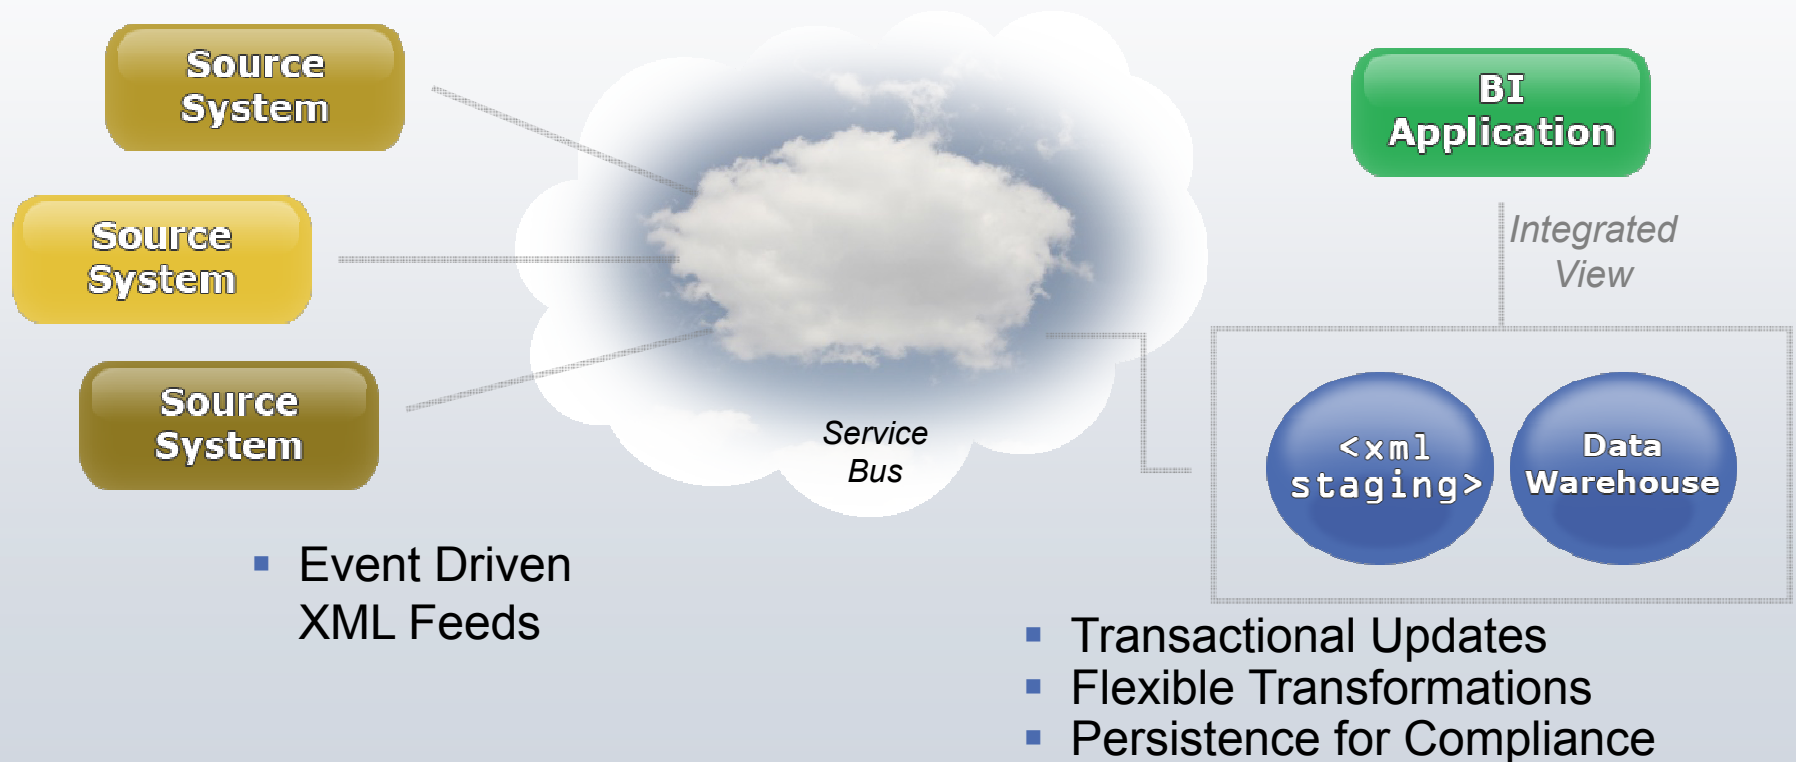 Source
System
Source
System
Source
System
Service
Bus
BI
Application
Integrated
View
<xml
staging>
Data
Warehouse
▪ Event Driven
XML Feeds
▪ Transactional Updates
▪ Flexible Transformations
▪ Persistence for Compliance